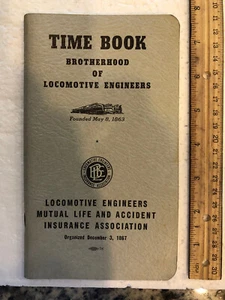 TIME BOOK
BROTHERHOOD
OF
LOCOMOTIVE ENGINEERS
Founded May 8, 1863
LOCOMOTIVE ENGINEERS
MUTUAL LIFE AND ACCIDENT
INSURANCE ASSOCIATION
Organized December 3, 1867